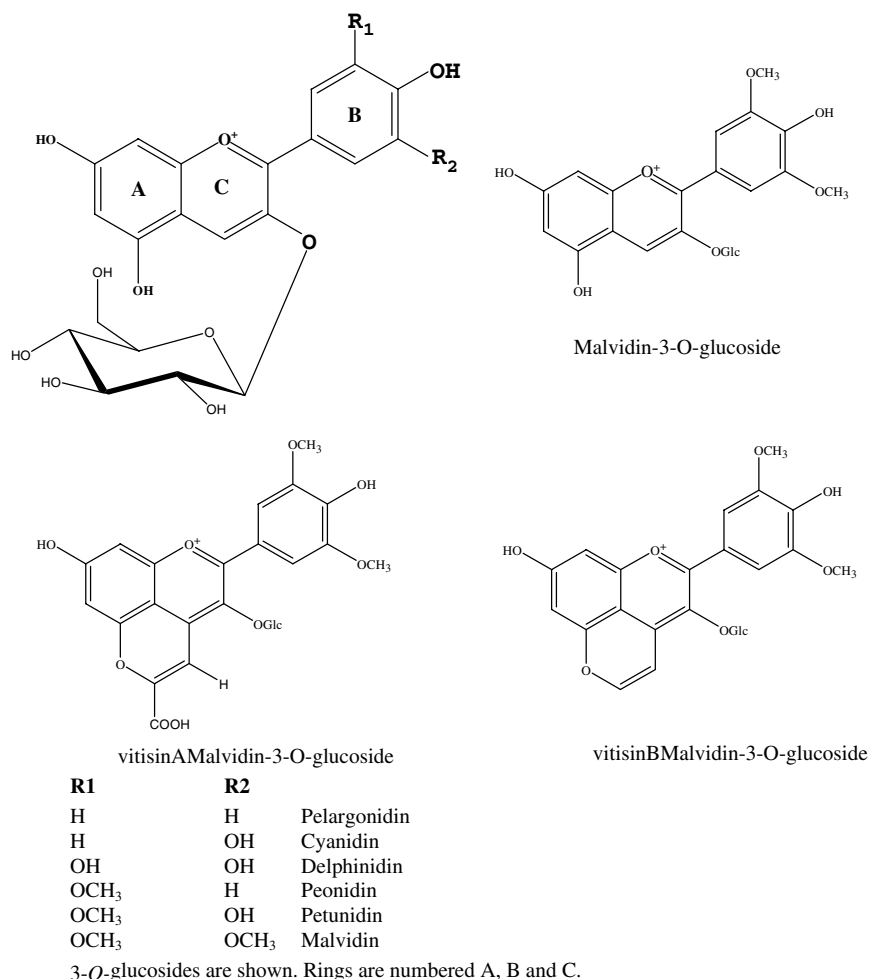 R₁
OH
B
R₂
HO
O⁺
A
C
O
OH
OH
O
HO
HO
OH
OCH₃
OH
O⁺
HO
OCH₃
OGlc
OH
Malvidin-3-O-glucoside
OCH₃
OH
HO
O⁺
OCH₃
OGlc
O
H
COOH
vitisinAMalvidin-3-O-glucoside
OCH₃
OH
HO
O⁺
OCH₃
OGlc
O
vitisinBMalvidin-3-O-glucoside
R1 R2
H H Pelargonidin
H OH Cyanidin
OH OH Delphinidin
OCH₃ H Peonidin
OCH₃ OH Petunidin
OCH₃ OCH₃ Malvidin
3-O-glucosides are shown. Rings are numbered A, B and C.